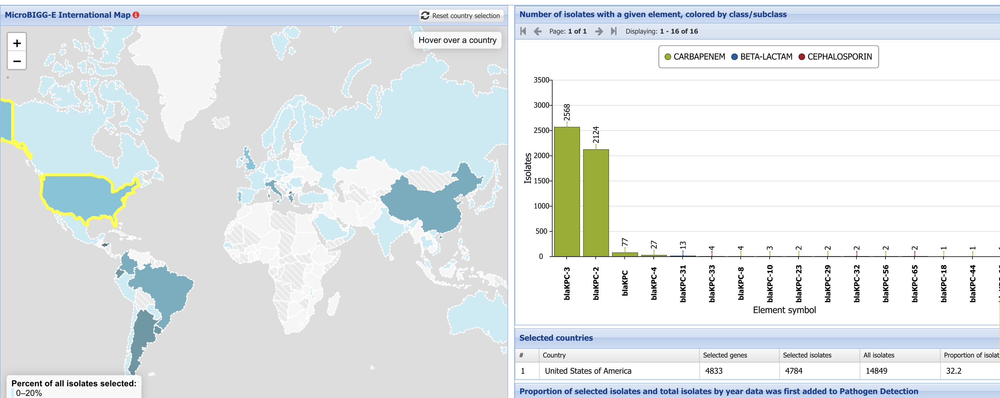 MicroBIGG-E International Map
Reset country selection
+
−
Hover over a country
Percent of all isolates selected:
0–20%
Number of isolates with a given element, colored by class/subclass
Page: 1 of 1
Displaying: 1 - 16 of 16
CARBAPENEM BETA-LACTAM CEPHALOSPORIN
Isolates
3500
3000
2500
2000
1500
1000
500
0
2568
2124
77
27
13
4
4
3
2
2
2
2
2
1
1
blaKPC-3
blaKPC-2
blaKPC
blaKPC-4
blaKPC-31
blaKPC-33
blaKPC-8
blaKPC-10
blaKPC-23
blaKPC-29
blaKPC-32
blaKPC-56
blaKPC-65
blaKPC-18
blaKPC-44
Element symbol
Selected countries
# Country Selected genes Selected isolates All isolates Proportion of isolat
1 United States of America 4833 4784 14849 32.2
Proportion of selected isolates and total isolates by year data was first added to Pathogen Detection